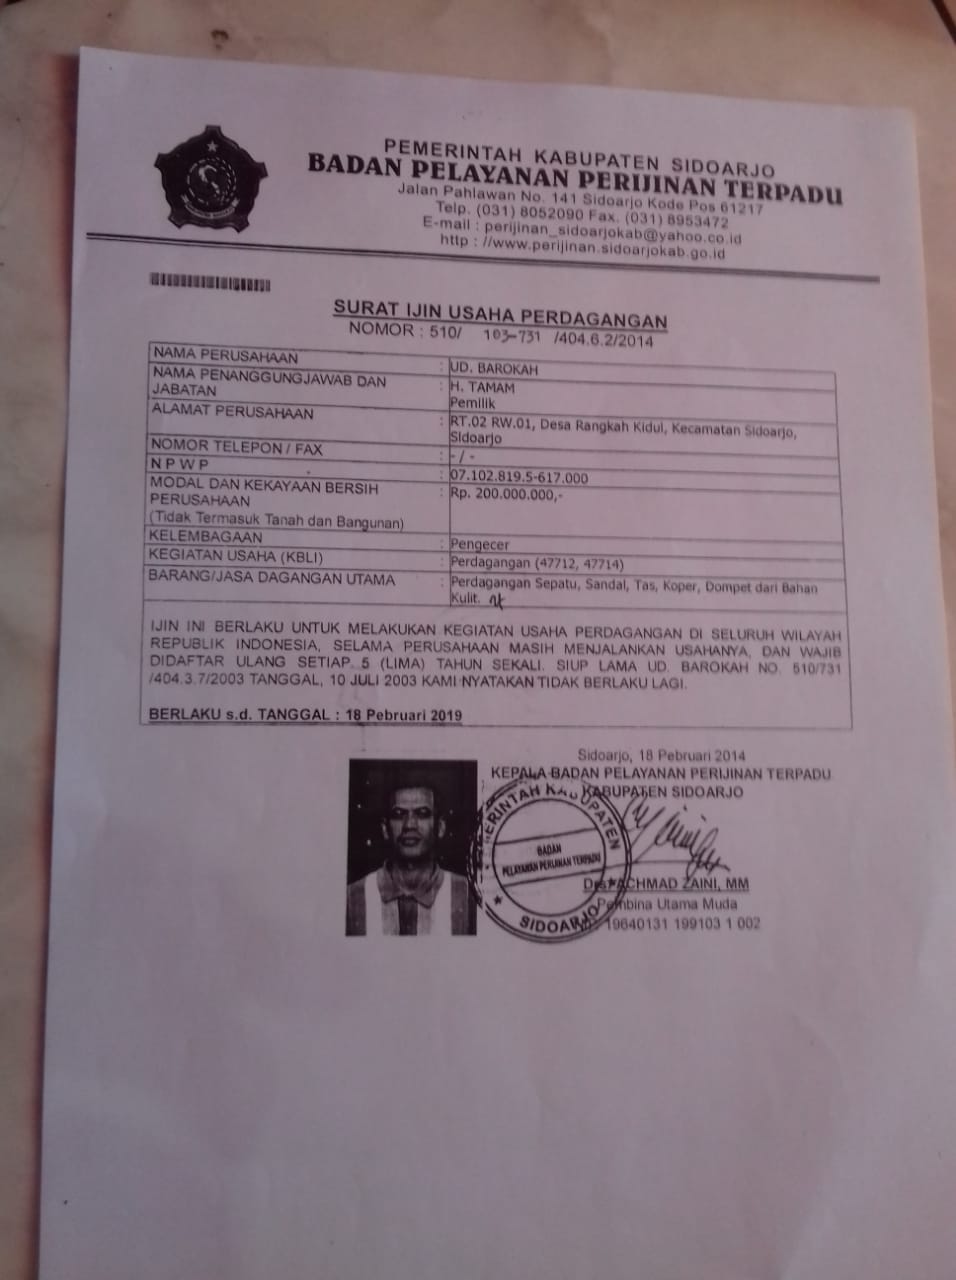 PEMERINTAH KABUPATEN SIDOARJO
BADAN PELAYANAN PERIJINAN TERPADU
Jalan Pahlawan No. 141 Sidoarjo Kode Pos 61217
Telp. (031) 8052090 Fax. (031) 8953472
E-mail : perijinan_sidoarjokab@yahoo.co.id
http : //www.perijinan.sidoarjokab.go.id
SURAT IJIN USAHA PERDAGANGAN
NOMOR : 510/ 103-731 /404.6.2/2014
NAMA PERUSAHAAN : UD. BAROKAH
NAMA PENANGGUNGJAWAB DAN : H. TAMAM
JABATAN Pemilik
ALAMAT PERUSAHAAN : RT.02 RW.01, Desa Rangkah Kidul, Kecamatan Sidoarjo,
Sidoarjo
NOMOR TELEPON / FAX : - / -
N P W P : 07.102.819.5-617.000
MODAL DAN KEKAYAAN BERSIH : Rp. 200.000.000,-
PERUSAHAAN
(Tidak Termasuk Tanah dan Bangunan)
KELEMBAGAAN : Pengecer
KEGIATAN USAHA (KBLI) : Perdagangan (47712, 47714)
BARANG/JASA DAGANGAN UTAMA : Perdagangan Sepatu, Sandal, Tas, Koper, Dompet dari Bahan
Kulit.
IJIN INI BERLAKU UNTUK MELAKUKAN KEGIATAN USAHA PERDAGANGAN DI SELURUH WILAYAH
REPUBLIK INDONESIA, SELAMA PERUSAHAAN MASIH MENJALANKAN USAHANYA, DAN WAJIB
DIDAFTAR ULANG SETIAP 5 (LIMA) TAHUN SEKALI. SIUP LAMA UD. BAROKAH NO. 510/731
/404.3.7/2003 TANGGAL, 10 JULI 2003 KAMI NYATAKAN TIDAK BERLAKU LAGI.
BERLAKU s.d. TANGGAL : 18 Pebruari 2019
Sidoarjo, 18 Pebruari 2014
KEPALA BADAN PELAYANAN PERIJINAN TERPADU
KABUPATEN SIDOARJO
BADAN
PELAYANAN PERIJINAN TERPADU
SIDOARJO
ACHMAD ZAINI, MM
Pembina Utama Muda
19640131 199103 1 002